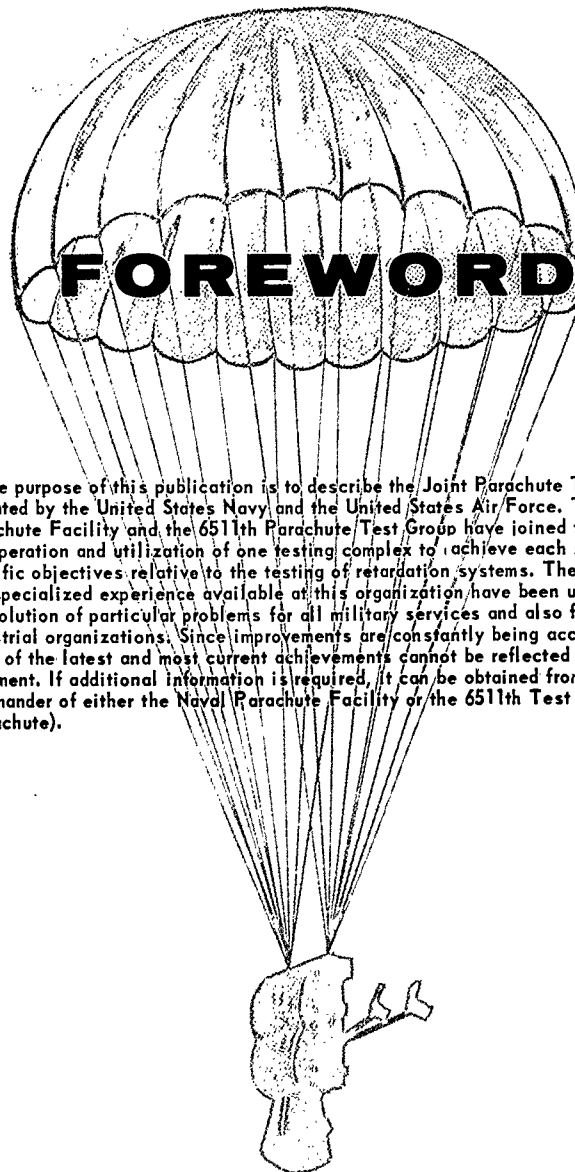 FOREWORD
e purpose of this publication is to describe the Joint Parachute T
ated by the United States Navy and the United States Air Force. T
chute Facility and the 6511th Parachute Test Group have joined
peration and utilization of one testing complex to achieve each
fic objectives relative to the testing of retardation systems. The
specialized experience available at this organization have been u
olution of particular problems for all military services and also f
strial organizations. Since improvements are constantly being acc
of the latest and most current achievements cannot be reflected
ment. If additional information is required, it can be obtained from
mander of either the Naval Parachute Facility or the 6511th Test
achute).